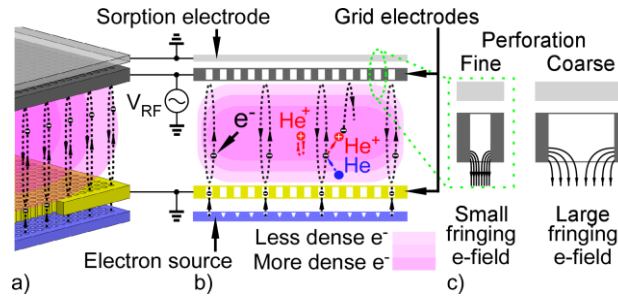 Sorption electrode
Grid electrodes
Perforation
Fine
Coarse
V_RF
e-
He+
He+
He
Small
fringing
e-field
Large
fringing
e-field
Less dense e-
More dense e-
Electron source
a)
b)
c)